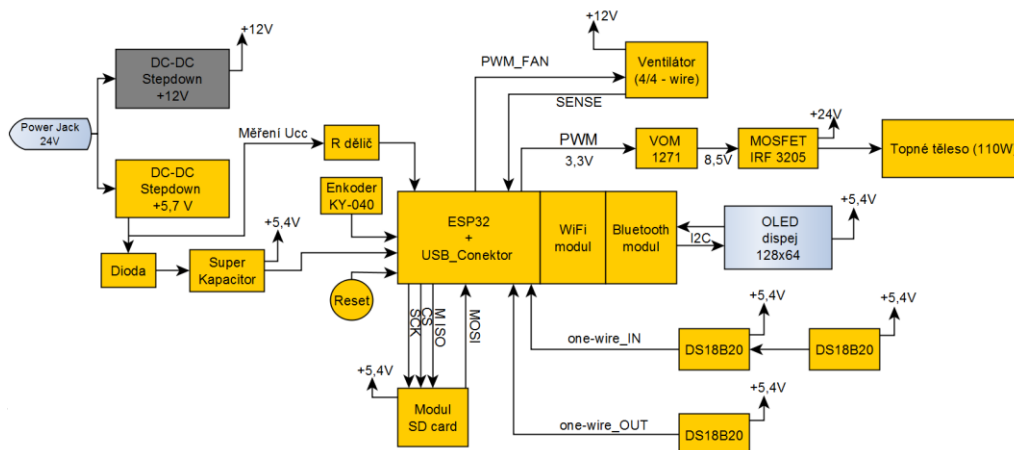 +12V
DC-DC
Stepdown
+12V
Power Jack
24V
DC-DC
Stepdown
+5,7 V
Měření Ucc
R dělič
Enkoder
KY-040
Dioda
Super
Kapacitor
+5,4V
Reset
ESP32
+
USB_Conektor
WiFi
modul
Bluetooth
modul
PWM_FAN
SENSE
+12V
Ventilátor
(4/4 - wire)
PWM
3,3V
VOM
1271
8,5V
MOSFET
IRF 3205
+24V
Topné těleso (110W)
I2C
OLED
dispej
128x64
+5,4V
SCK
CS
M ISO
MOSI
+5,4V
Modul
SD card
one-wire_IN
DS18B20
+5,4V
DS18B20
+5,4V
one-wire_OUT
DS18B20
+5,4V